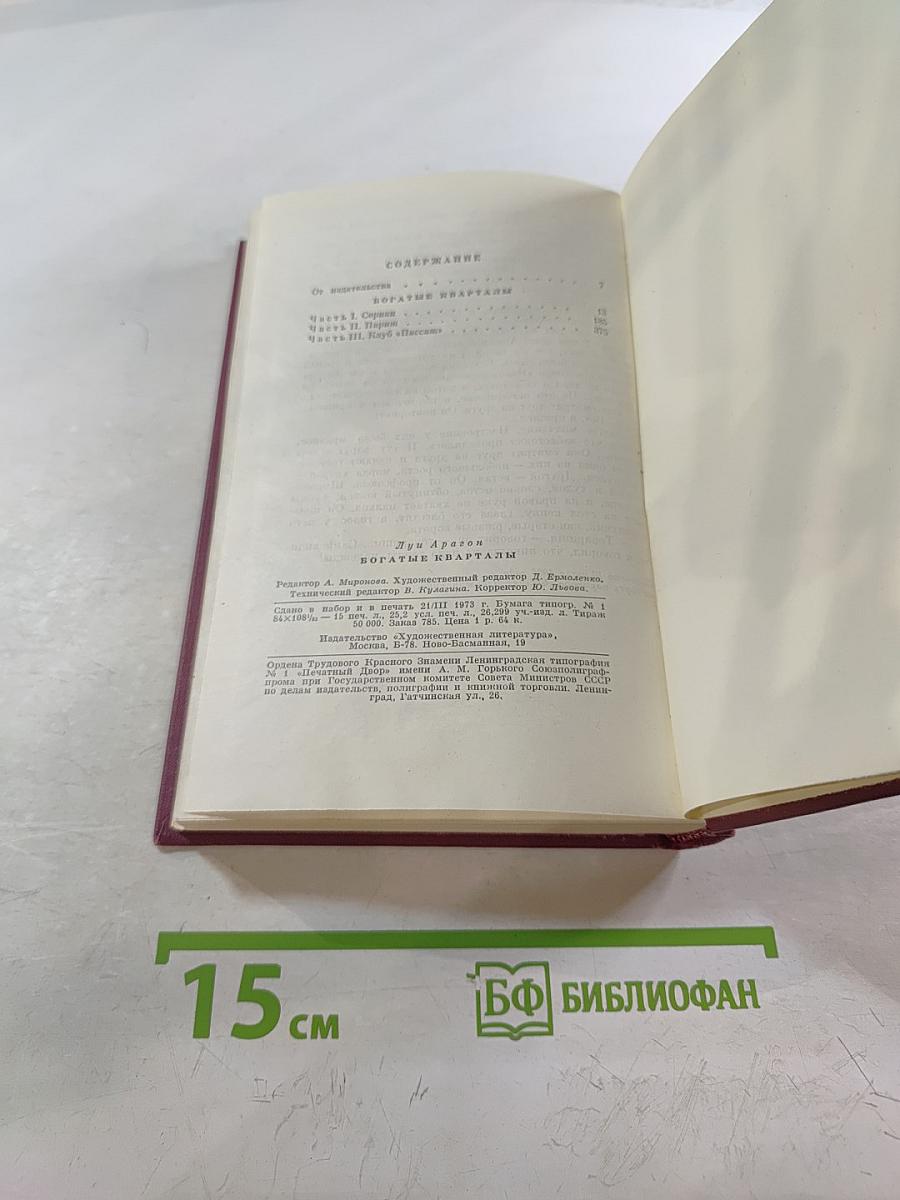 СОДЕРЖАНИЕ
От издательства . . . . . . . . . . . . . 7
БОГАТЫЕ КВАРТАЛЫ
Часть I. Сериан . . . . . . . . . . . . . 13
Часть II. Париж . . . . . . . . . . . . . 185
Часть III. Клуб «Пассаж» . . . . . . . . . 375
Луи Арагон
БОГАТЫЕ КВАРТАЛЫ
Редактор А. Миронова. Художественный редактор Д. Ермоленко.
Технический редактор В. Кулагина. Корректор Ю. Львова.
Сдано в набор и в печать 21/III 1973 г. Бумага типогр. № 1
84×108¹/₃₂ — 15 печ. л., 25,2 усл. печ. л., 26,299 уч.-изд. л. Тираж
50 000. Заказ 785. Цена 1 р. 64 к.
Издательство «Художественная литература»,
Москва, Б-78. Ново-Басманная, 19
Ордена Трудового Красного Знамени Ленинградская типография
№ 1 «Печатный Двор» имени А. М. Горького Союзполиграф-
прома при Государственном комитете Совета Министров СССР
по делам издательств, полиграфии и книжной торговли. Ленин-
град, Гатчинская ул., 26.
15 см
БФ БИБЛИОФАН